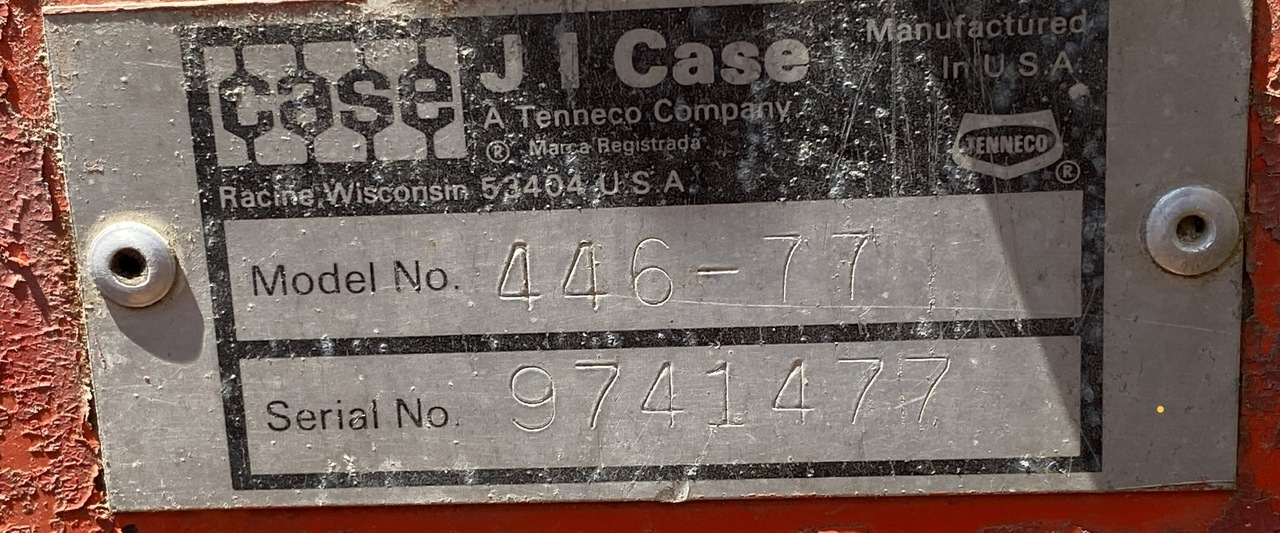 case
J I Case
A Tenneco Company
® Marca Registrada
Racine, Wisconsin 53404 U S A
Manufactured
In U S A
TENNECO ®
Model No. 446-77
Serial No. 9741477